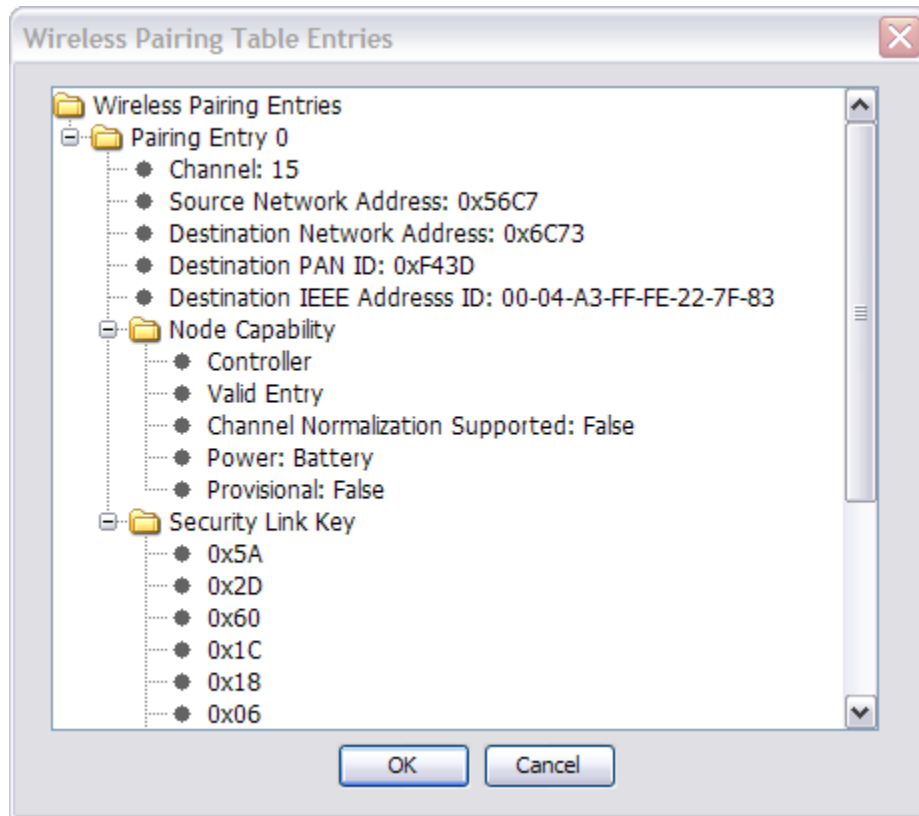 Wireless Pairing Table Entries
Wireless Pairing Entries
Pairing Entry 0
Channel: 15
Source Network Address: 0x56C7
Destination Network Address: 0x6C73
Destination PAN ID: 0xF43D
Destination IEEE Addresss ID: 00-04-A3-FF-FE-22-7F-83
Node Capability
Controller
Valid Entry
Channel Normalization Supported: False
Power: Battery
Provisional: False
Security Link Key
0x5A
0x2D
0x60
0x1C
0x18
0x06
OK Cancel